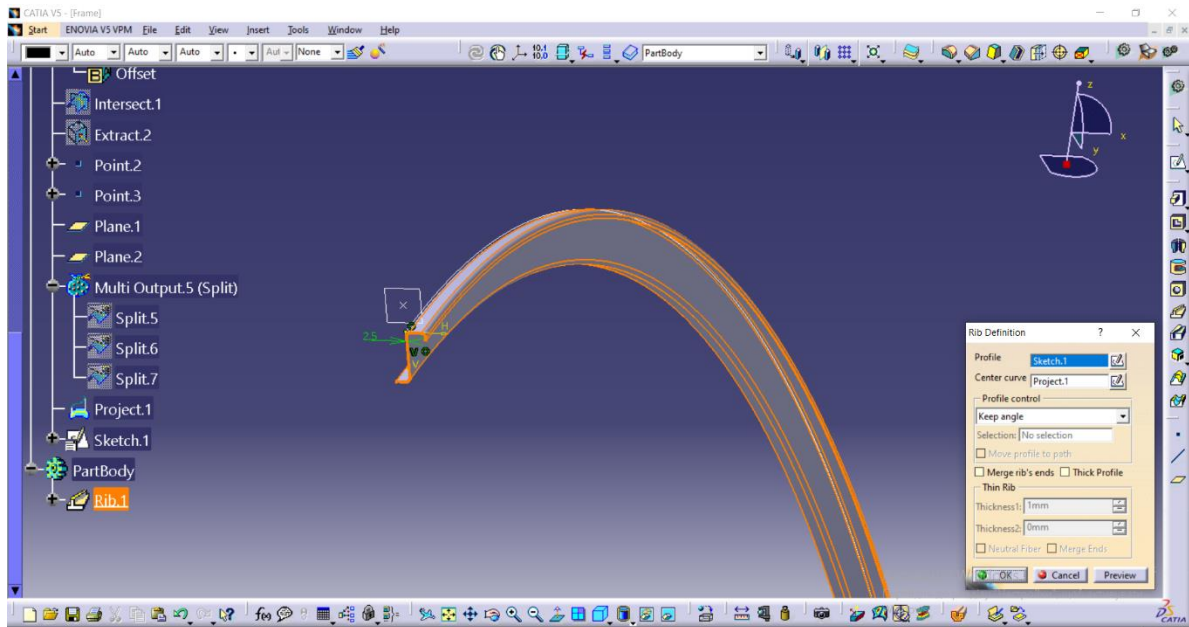 CATIA V5 - [Frame]
Start ENOVIA V5 VPM File Edit View Insert Tools Window Help
Auto Auto Auto Aut None PartBody
Offset
Intersect.1
Extract.2
Point.2
Point.3
Plane.1
Plane.2
Multi Output.5 (Split)
Split.5
Split.6
Split.7
Project.1
Sketch.1
PartBody
Rib.1
z
x
y
25
H
V
Rib Definition ? ×
Profile Sketch.1
Center curve Project.1
Profile control
Keep angle
Selection: No selection
Move profile to path
Merge rib's ends Thick Profile
Thin Rib
Thickness1: 1mm
Thickness2: 0mm
Neutral Fiber Merge Ends
OK Cancel Preview
CATIA